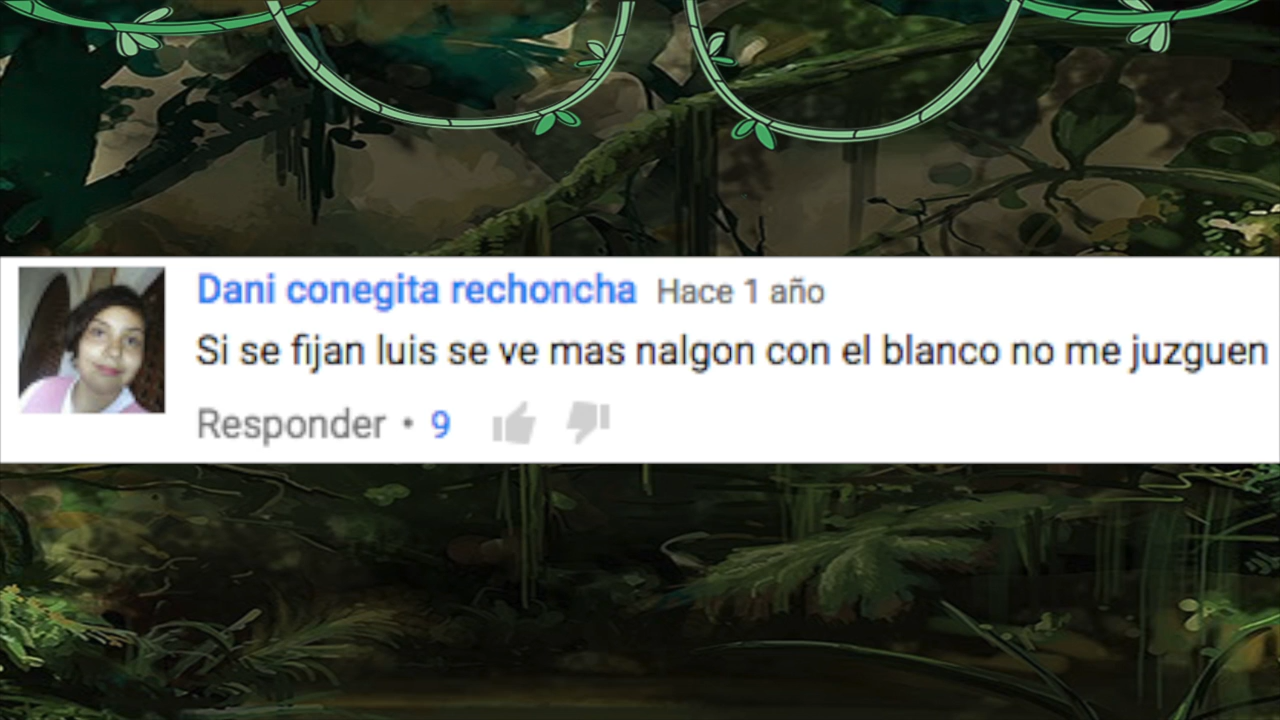 Dani conegita rechoncha Hace 1 año
Si se fijan luis se ve mas nalgon con el blanco no me juzguen
Responder • 9